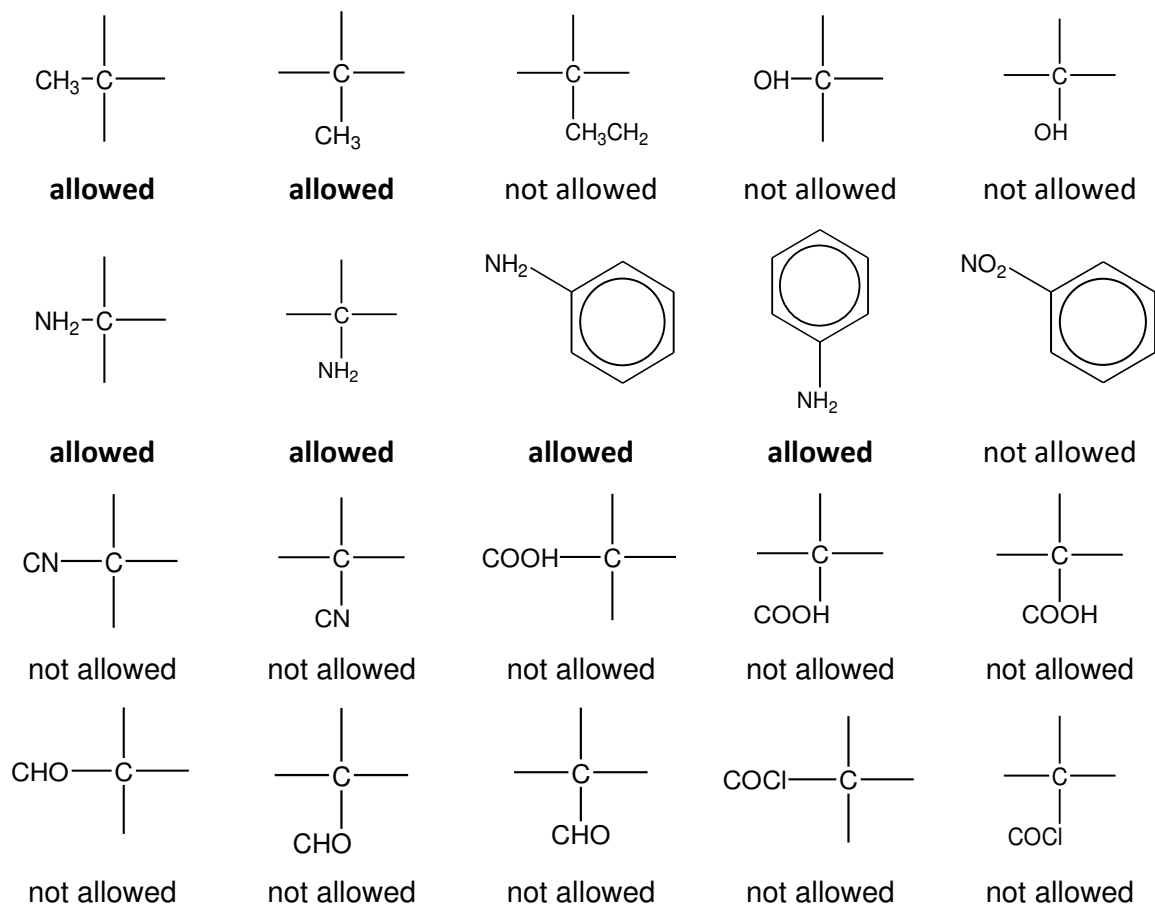 CH₃ C C C OH C C
CH₃ CH₃CH₂ OH
allowed allowed not allowed not allowed not allowed
NH₂ NO₂
NH₂ C C
NH₂ NH₂
allowed allowed allowed allowed not allowed
CN C C COOH C C C
CN COOH COOH
not allowed not allowed not allowed not allowed not allowed
CHO C C C COCl C C
CHO CHO COCl
not allowed not allowed not allowed not allowed not allowed